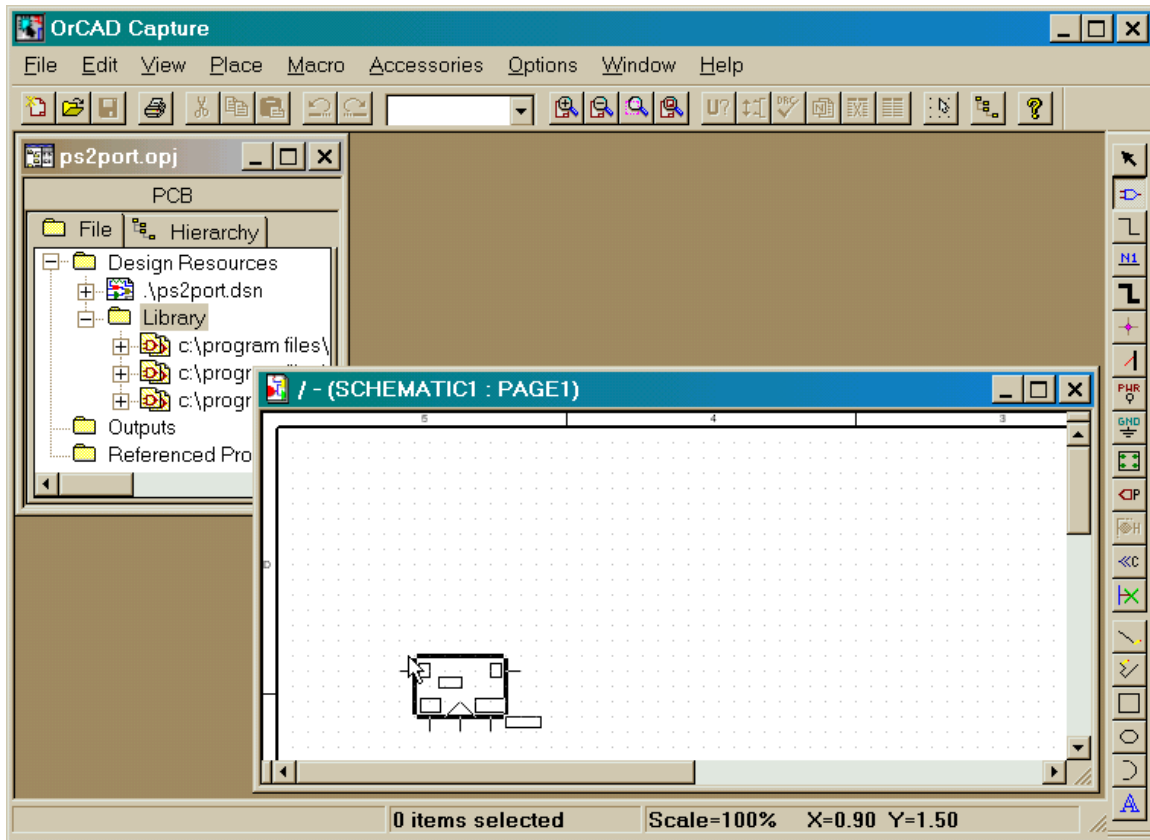 OrCAD Capture
File Edit View Place Macro Accessories Options Window Help
U? DRC
ps2port.opj
PCB
File Hierarchy
Design Resources
.\ps2port.dsn
Library
c:\program files\
c:\progr
c:\progr
Outputs
Referenced Pro
/ - (SCHEMATIC1 : PAGE1)
5 4 3
D
N1
PWR
GND
P
H
C
A
0 items selected Scale=100% X=0.90 Y=1.50